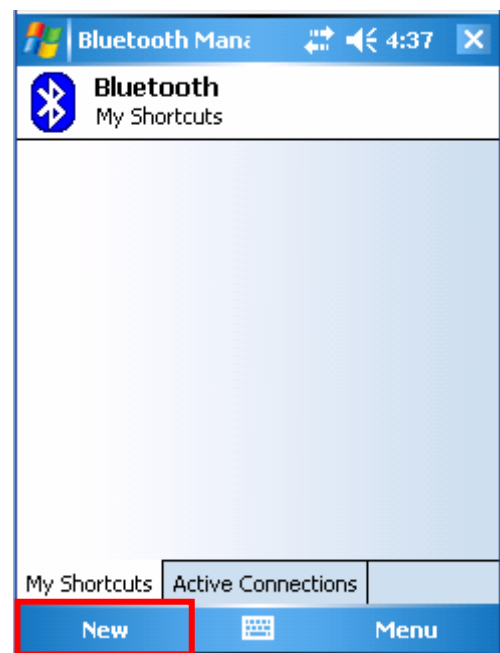 Bluetooth Mana 4:37
Bluetooth
My Shortcuts
My Shortcuts Active Connections
New Menu